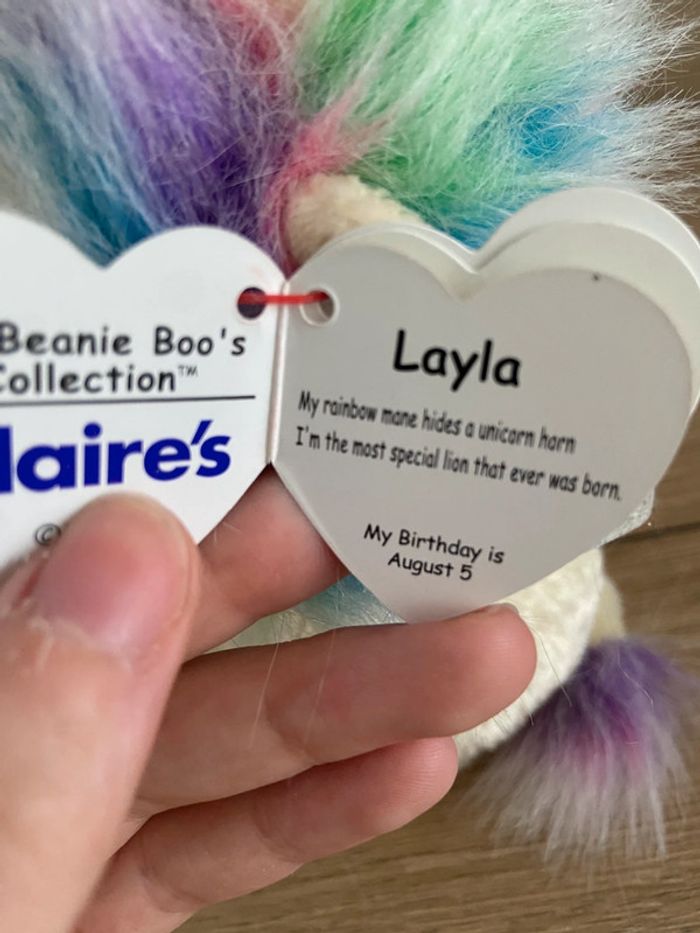 Beanie Boo's
Collection™
laire's
©
Layla
My rainbow mane hides a unicorn horn
I'm the most special lion that ever was born.
My Birthday is
August 5